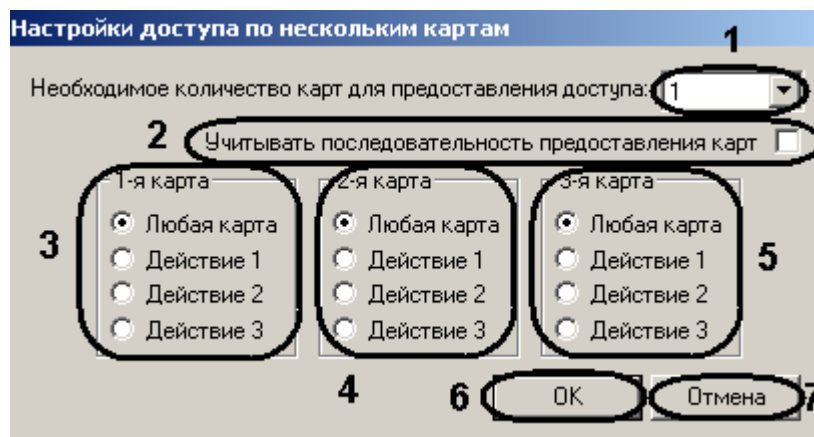 Настройки доступа по нескольким картам
1
Необходимое количество карт для предоставления доступа: 1
2 Учитывать последовательность предоставления карт
1-я карта 2-я карта 3-я карта
Любая карта Любая карта Любая карта
3 Действие 1 Действие 1 Действие 1 5
Действие 2 Действие 2 Действие 2
Действие 3 Действие 3 Действие 3
4 6 OK Отмена 7